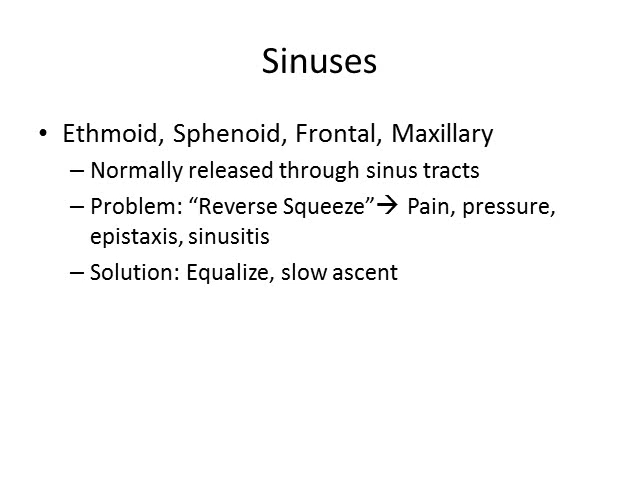 Sinuses
• Ethmoid, Sphenoid, Frontal, Maxillary
– Normally released through sinus tracts
– Problem: “Reverse Squeeze”→ Pain, pressure,
epistaxis, sinusitis
– Solution: Equalize, slow ascent